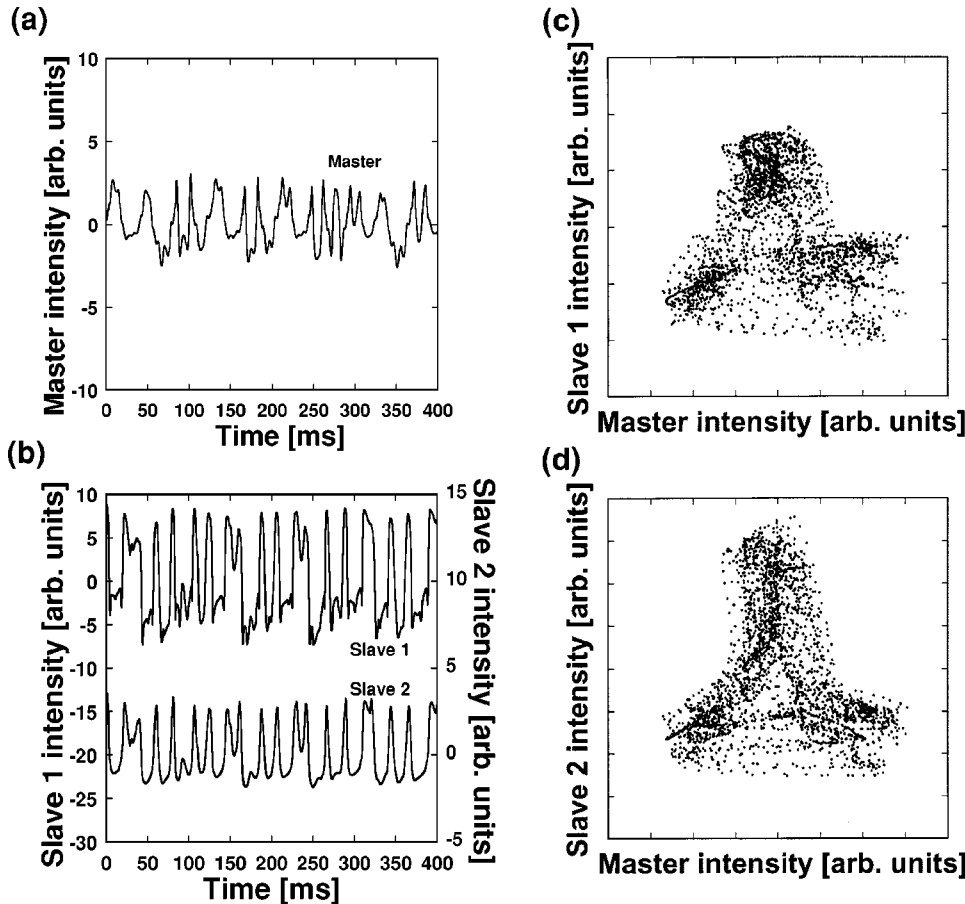 (a)
Master intensity [arb. units]
10
5
0
-5
-10
Master
0 50 100 150 200 250 300 350 400
Time [ms]
(b)
Slave 1 intensity [arb. units]
10
5
0
-5
-10
-15
-20
-25
-30
Slave 1
Slave 2
15
10
5
0
-5
Slave 2 intensity [arb. units]
0 50 100 150 200 250 300 350 400
Time [ms]
(c)
Slave 1 intensity [arb. units]
Master intensity [arb. units]
(d)
Slave 2 intensity [arb. units]
Master intensity [arb. units]